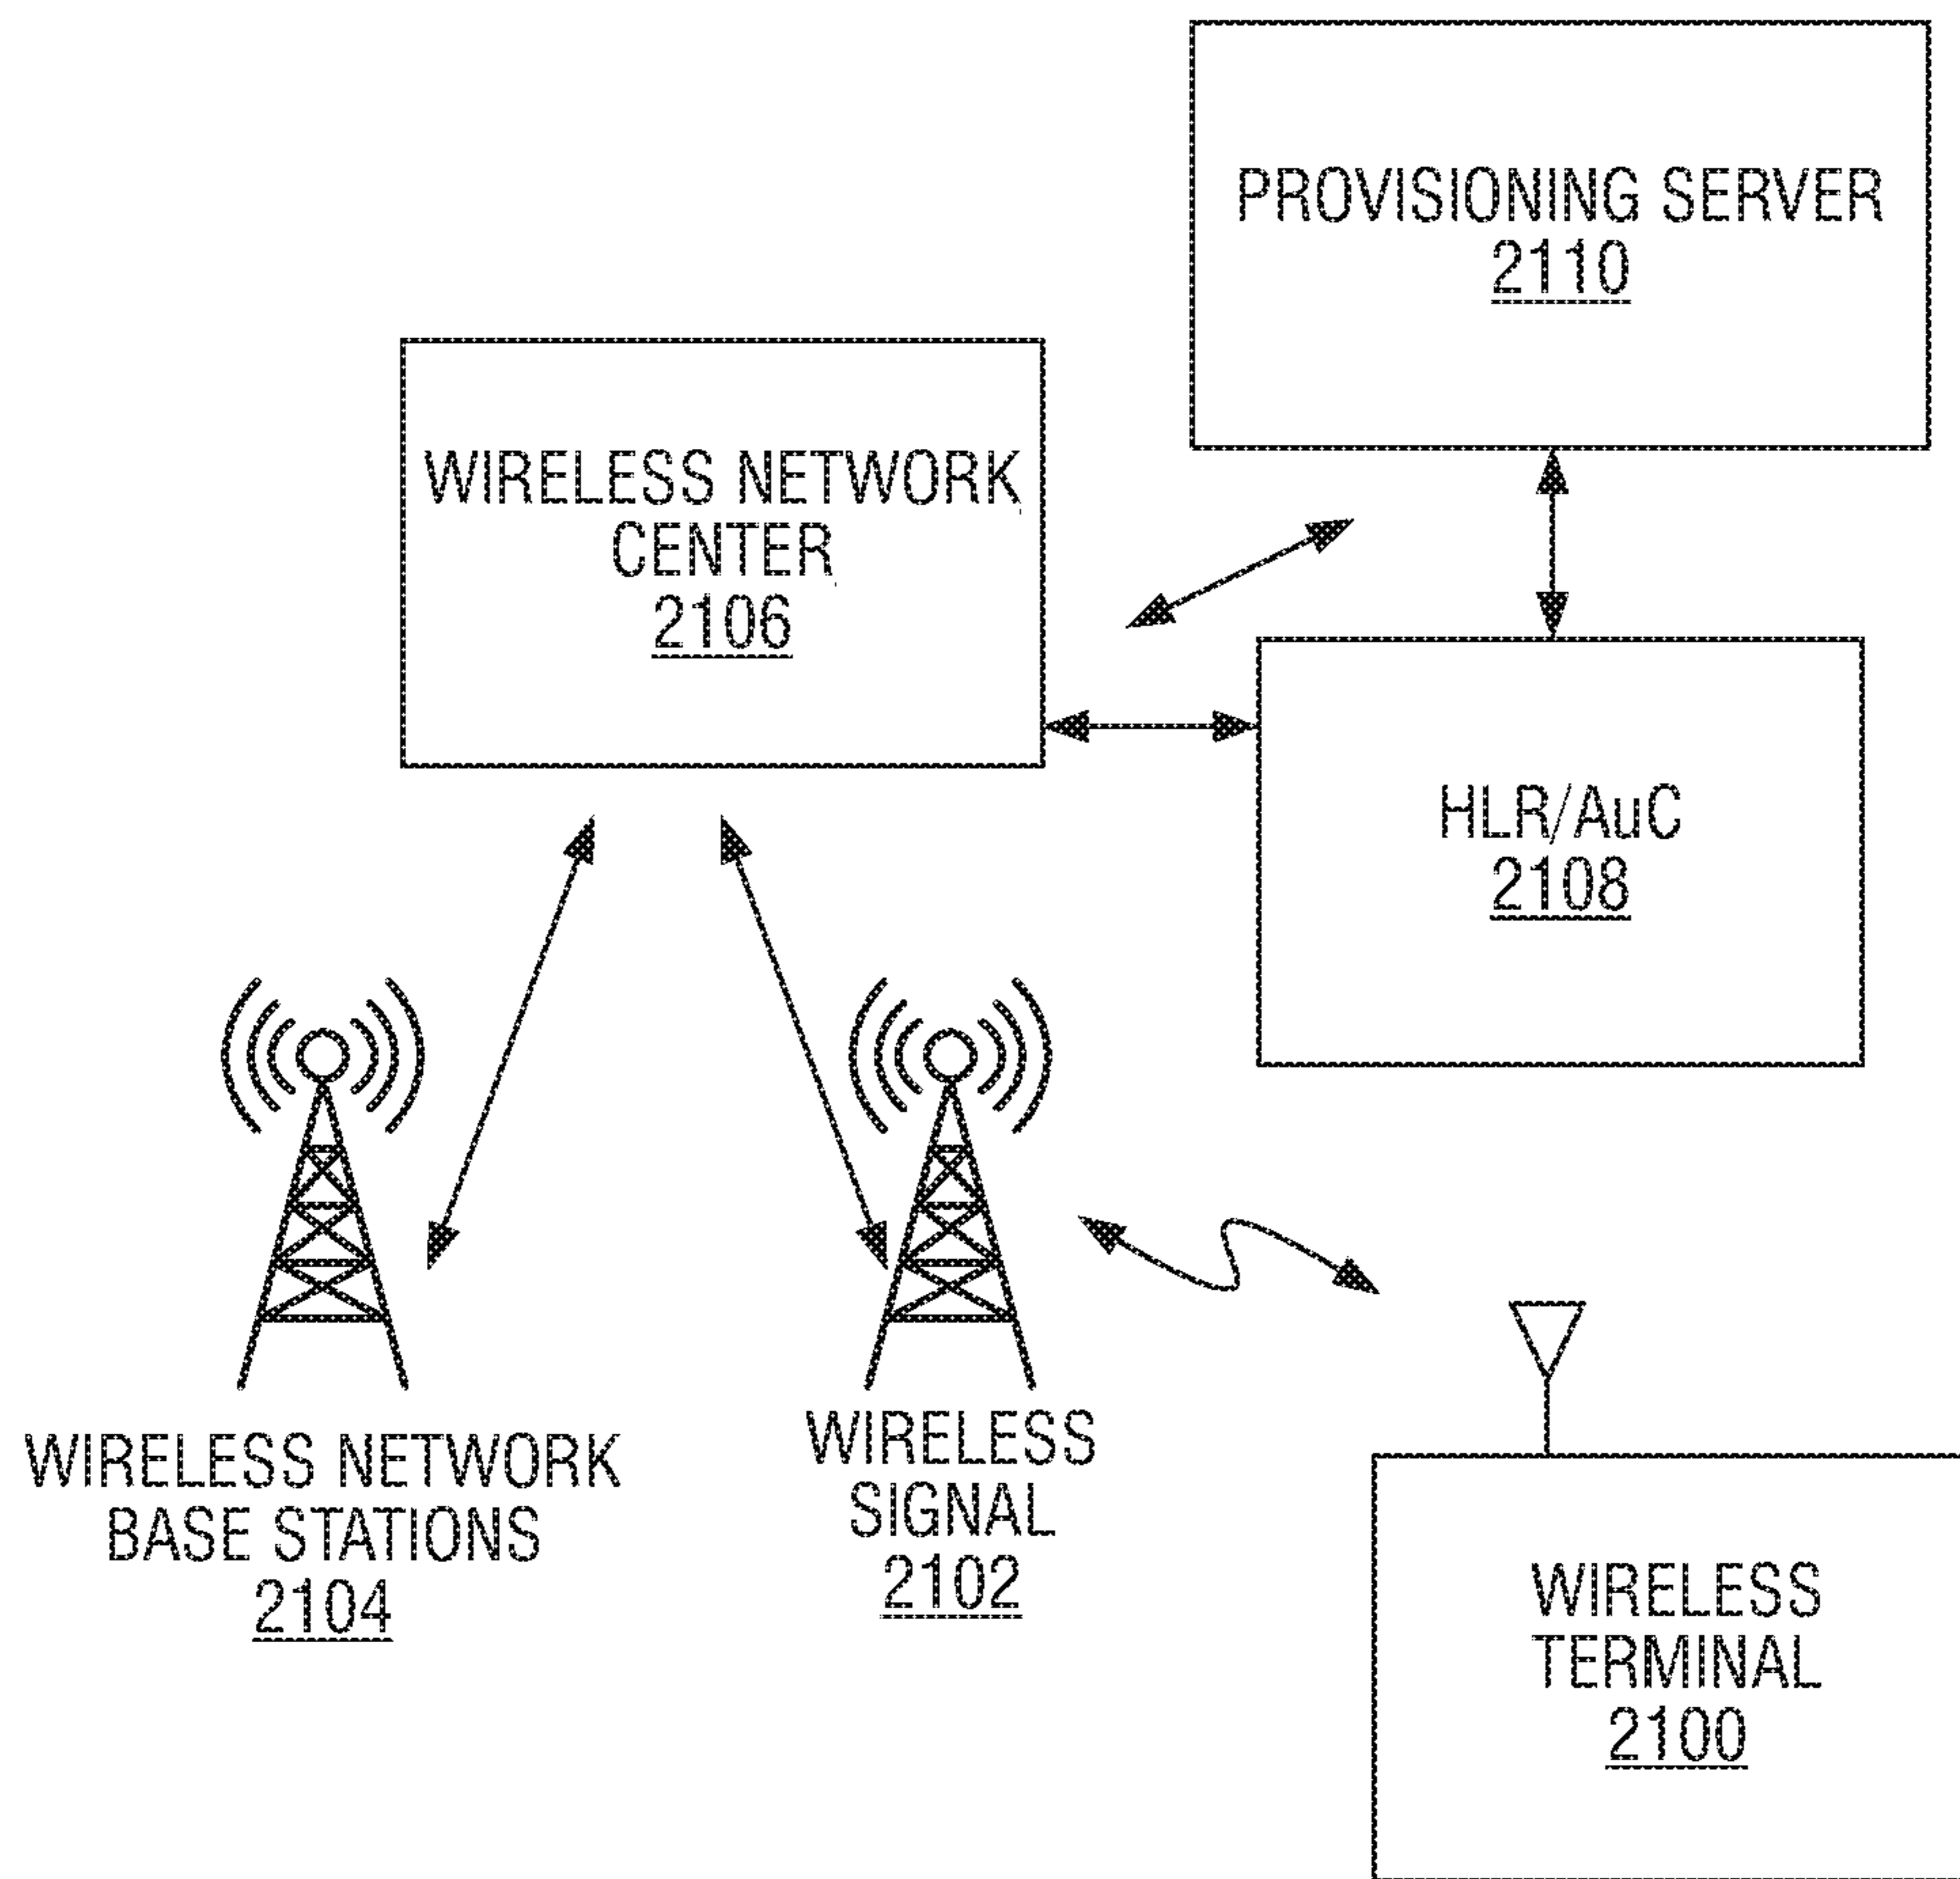 PROVISIONING SERVER
2110
WIRELESS NETWORK
CENTER
2106
HLR/AuC
2108
WIRELESS NETWORK
BASE STATIONS
2104
WIRELESS
SIGNAL
2102
WIRELESS
TERMINAL
2100